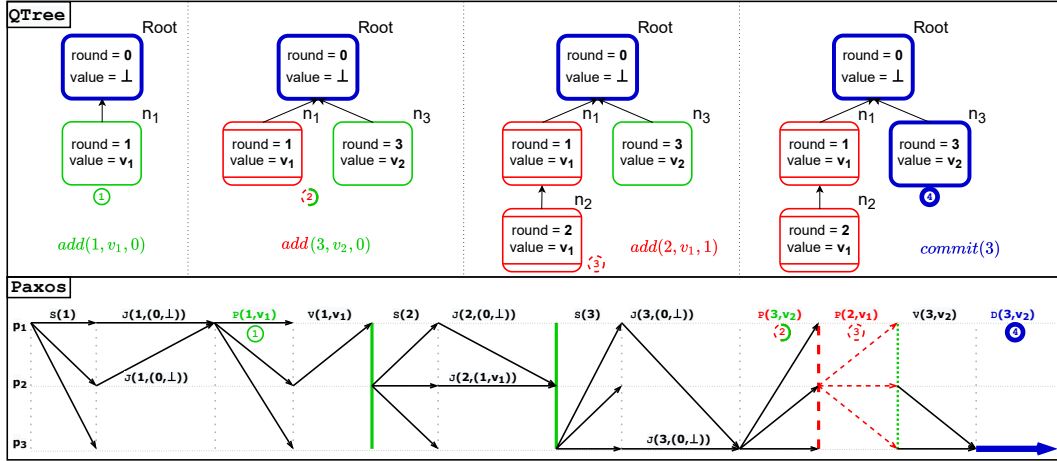 QTree
Root
round = 0
value = ⊥
n1
round = 1
value = v1
1
add(1, v1, 0)
Root
round = 0
value = ⊥
n1
n3
round = 1
value = v1
round = 3
value = v2
2
add(3, v2, 0)
Root
round = 0
value = ⊥
n1
n3
round = 1
value = v1
round = 3
value = v2
n2
round = 2
value = v1
3
add(2, v1, 1)
Root
round = 0
value = ⊥
n1
n3
round = 1
value = v1
round = 3
value = v2
4
n2
round = 2
value = v1
commit(3)
Paxos
S(1) J(1,(0,⊥)) P(1,v1) V(1,v1) S(2) J(2,(0,⊥)) S(3) J(3,(0,⊥)) P(3,v2) P(2,v1) V(3,v2) D(3,v2)
p1
1 2 3 4
J(1,(0,⊥)) J(2,(1,v1))
p2
J(3,(0,⊥))
p3